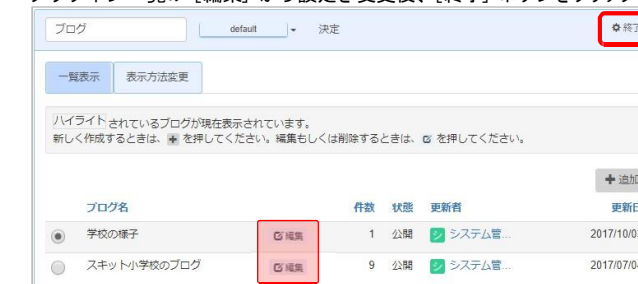 ブログ default 決定 終了
一覧表示 表示方法変更
ハイライト されているブログが現在表示されています。
新しく作成するときは、 を押してください。編集もしくは削除するときは、 を押してください。
追加
ブログ名 件数 状態 更新者 更新日
学校の様子 編集 1 公開 システム管... 2017/10/0
スキット小学校のブログ 編集 9 公開 システム管... 2017/07/0